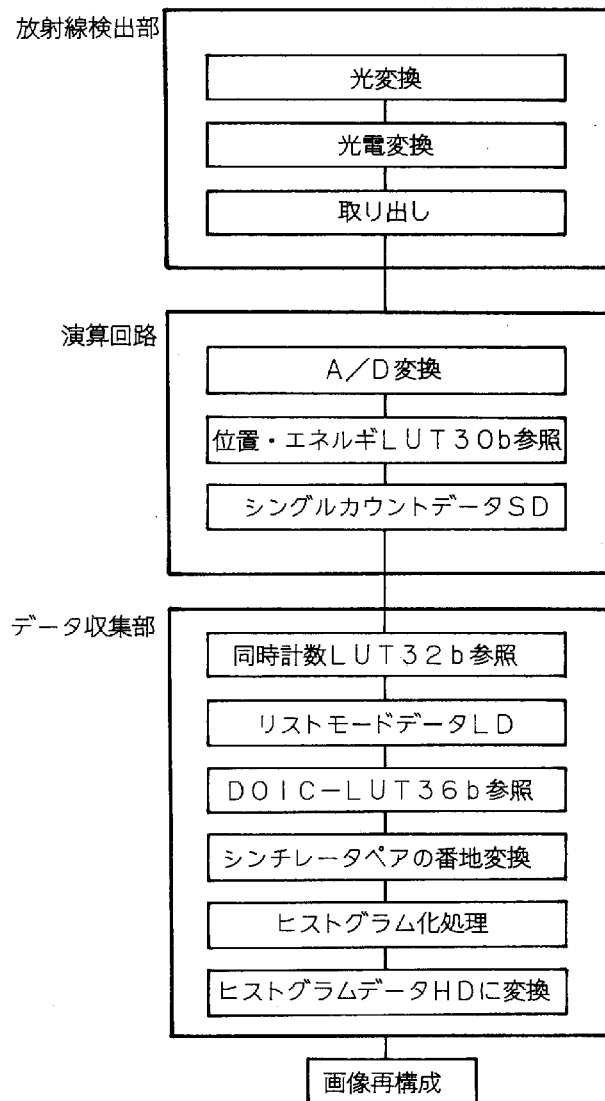 放射線検出部
光変換
光電変換
取り出し
演算回路
A／D変換
位置・エネルギLUT30b参照
シングルカウントデータSD
データ収集部
同時計数LUT32b参照
リストモードデータLD
DOIC－LUT36b参照
シンチレータペアの番地変換
ヒストグラム化処理
ヒストグラムデータHDに変換
画像再構成